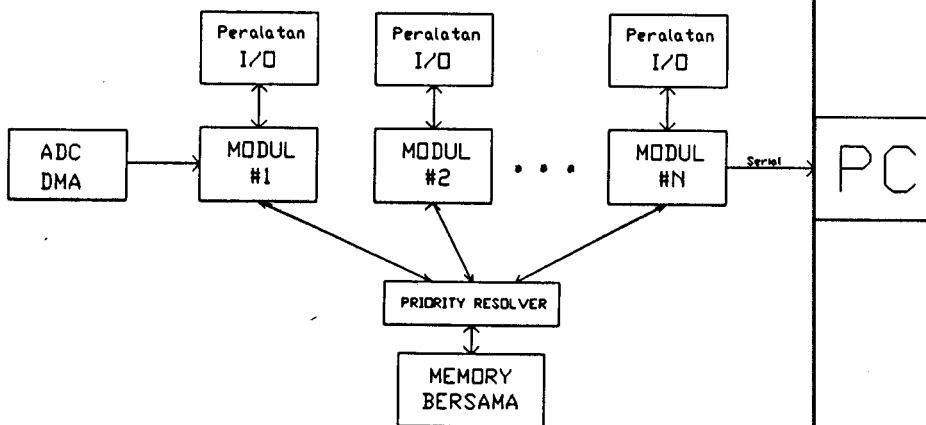 Peralatan
I/O
Peralatan
I/O
Peralatan
I/O
ADC
DMA
MODUL
#1
MODUL
#2
MODUL
#N
Serial
PC
PRIORITY RESOLVER
MEMORY
BERSAMA